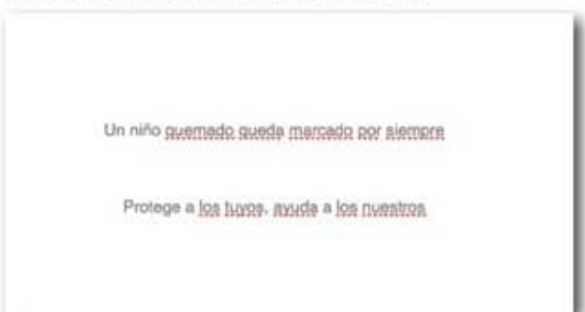 Un niño quemado queda marcado por siempre
Protege a los tuyos, ayuda a los nuestros